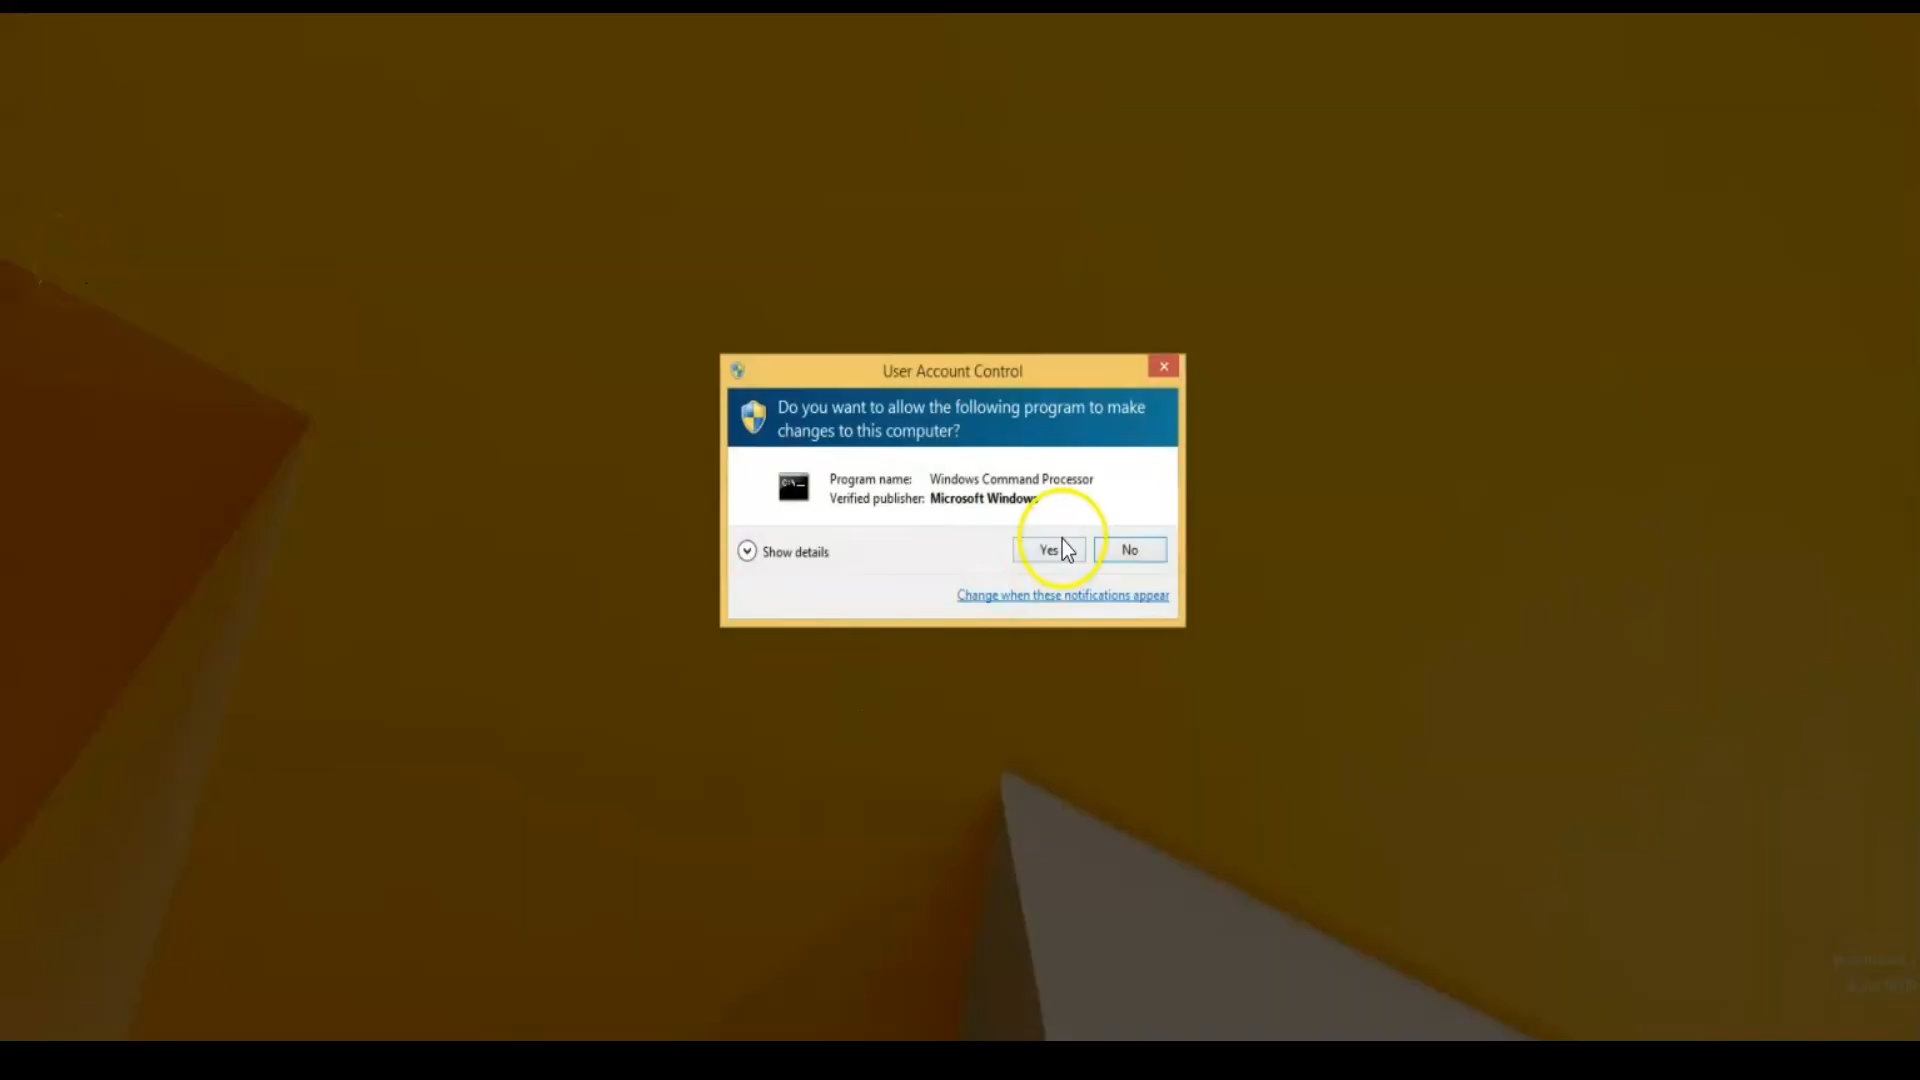 User Account Control
Do you want to allow the following program to make
changes to this computer?
Program name: Windows Command Processor
Verified publisher: Microsoft Windows
Show details
Yes
No
Change when these notifications appear